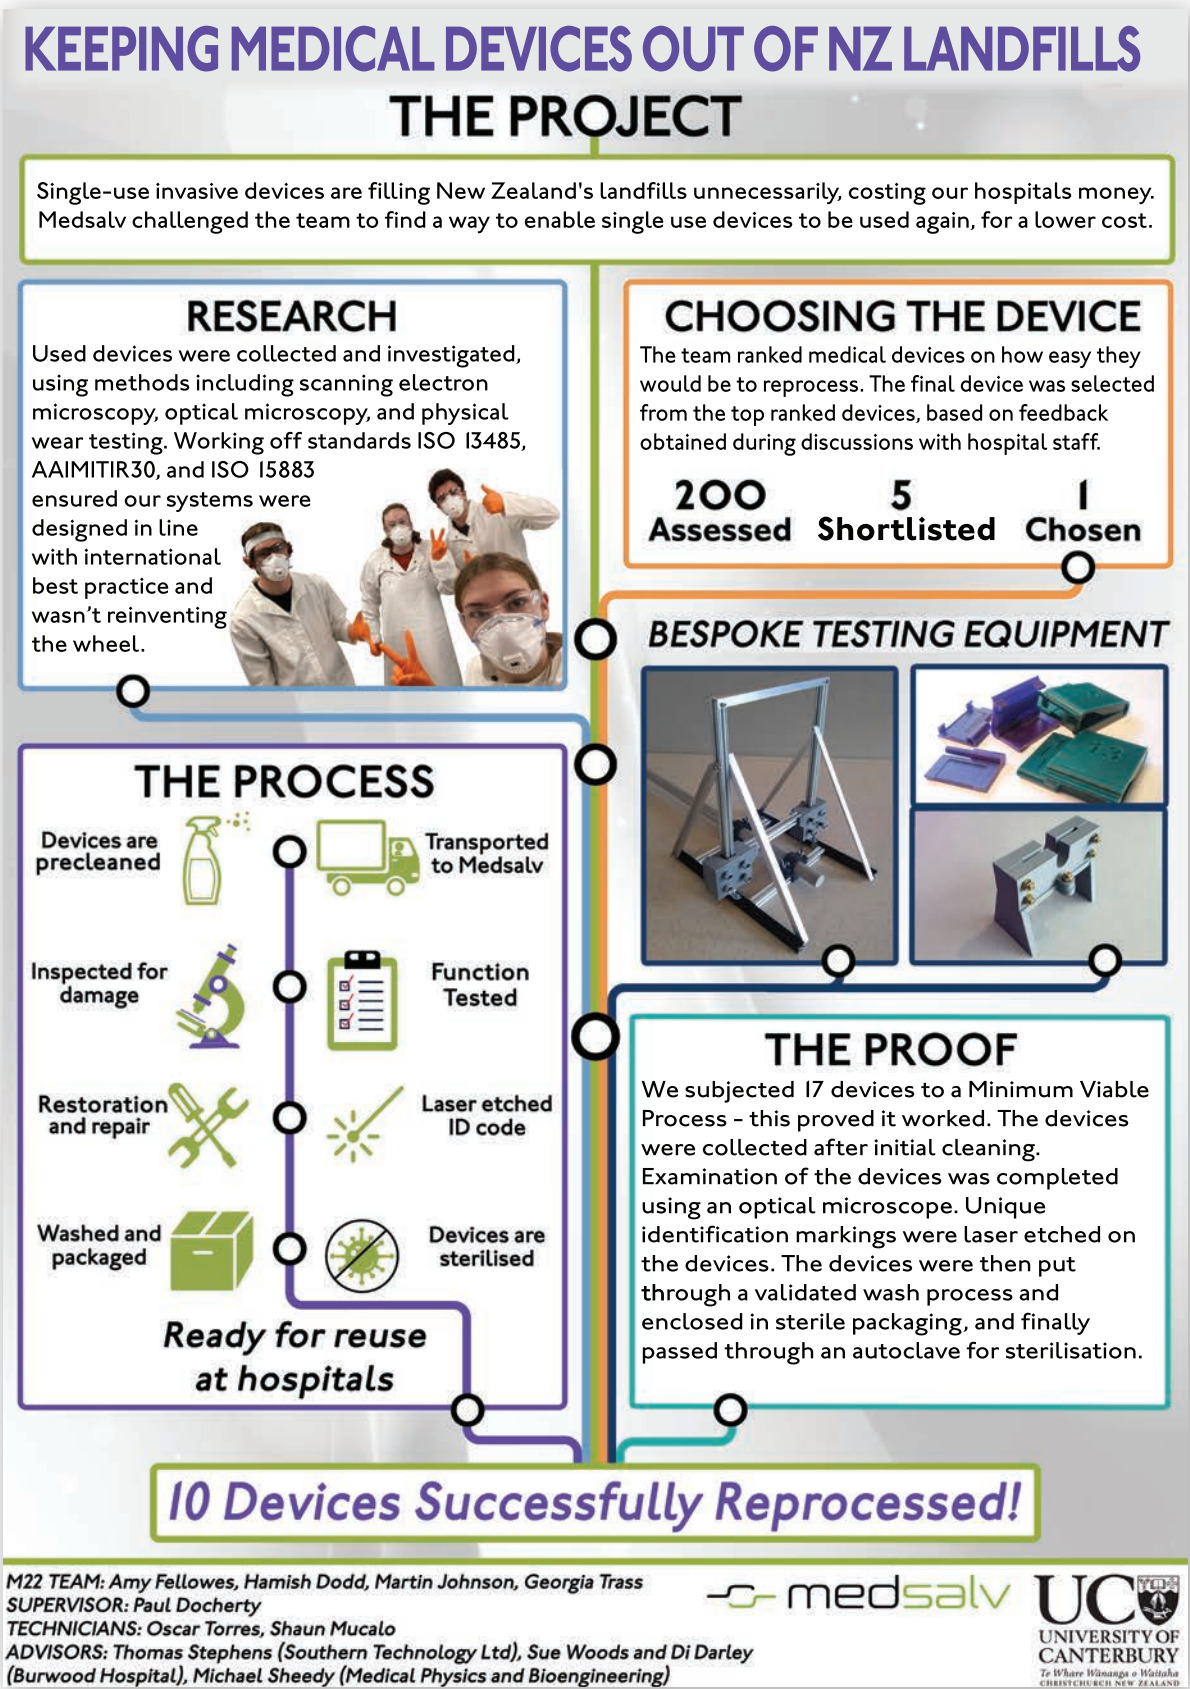 KEEPING MEDICAL DEVICES OUT OF NZ LANDFILLS
THE PROJECT
Single-use invasive devices are filling New Zealand's landfills unnecessarily, costing our hospitals money.
Medsalv challenged the team to find a way to enable single use devices to be used again, for a lower cost.
RESEARCH
Used devices were collected and investigated,
using methods including scanning electron
microscopy, optical microscopy, and physical
wear testing. Working off standards ISO 13485,
AAIMITIR30, and ISO 15883
ensured our systems were
designed in line
with international
best practice and
wasn't reinventing
the wheel.
CHOOSING THE DEVICE
The team ranked medical devices on how easy they
would be to reprocess. The final device was selected
from the top ranked devices, based on feedback
obtained during discussions with hospital staff.
200 5 1
Assessed Shortlisted Chosen
BESPOKE TESTING EQUIPMENT
THE PROCESS
Devices are
precleaned
Transported
to Medsalv
Inspected for
damage
Function
Tested
Restoration
and repair
Laser etched
ID code
Washed and
packaged
Devices are
sterilised
Ready for reuse
at hospitals
THE PROOF
We subjected 17 devices to a Minimum Viable
Process - this proved it worked. The devices
were collected after initial cleaning.
Examination of the devices was completed
using an optical microscope. Unique
identification markings were laser etched on
the devices. The devices were then put
through a validated wash process and
enclosed in sterile packaging, and finally
passed through an autoclave for sterilisation.
10 Devices Successfully Reprocessed!
M22 TEAM: Amy Fellowes, Hamish Dodd, Martin Johnson, Georgia Trass
SUPERVISOR: Paul Docherty
TECHNICIANS: Oscar Torres, Shaun Mucalo
ADVISORS: Thomas Stephens (Southern Technology Ltd), Sue Woods and Di Darley
(Burwood Hospital), Michael Sheedy (Medical Physics and Bioengineering)
medsalv
UC
UNIVERSITY OF
CANTERBURY
Te Whare Wānanga o Waitaha
CHRISTCHURCH NEW ZEALAND